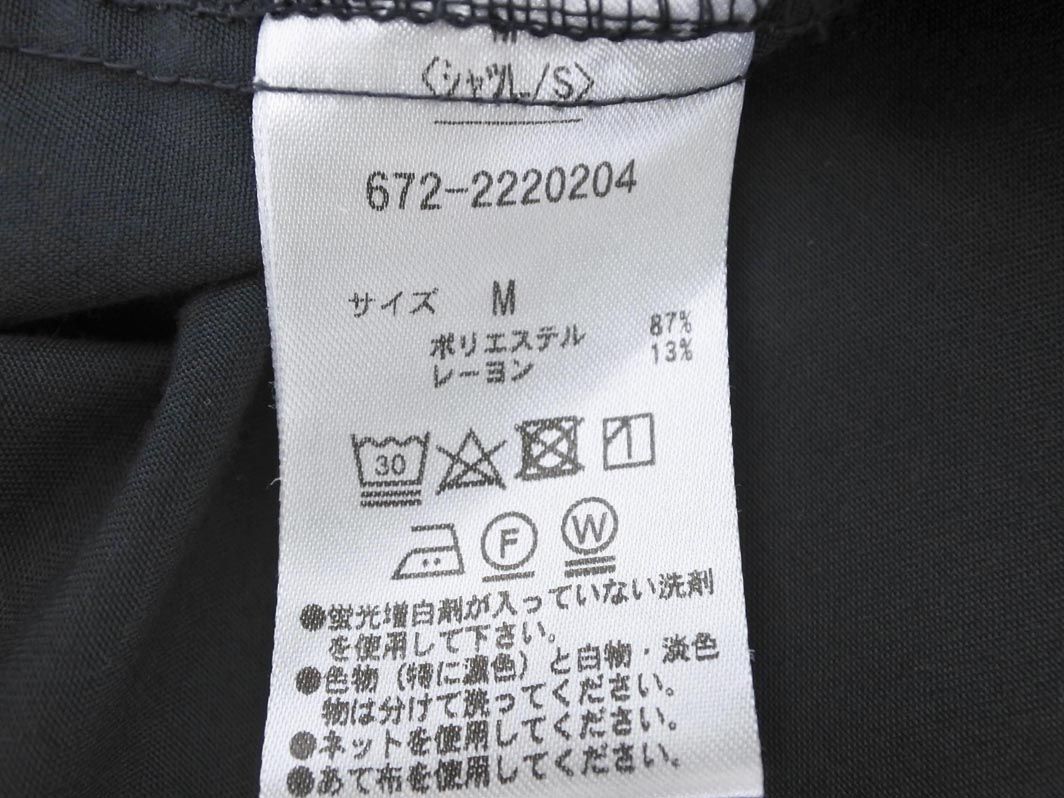 〈シャツL/S〉
672-2220204
サイズ M
ポリエステル 87%
レーヨン 13%
30
F W
●蛍光増白剤が入っていない洗剤
を使用して下さい。
●色物(特に濃色)と白物・淡色
物は分けて洗ってください。
●ネットを使用してください。
●あて布を使用してください。